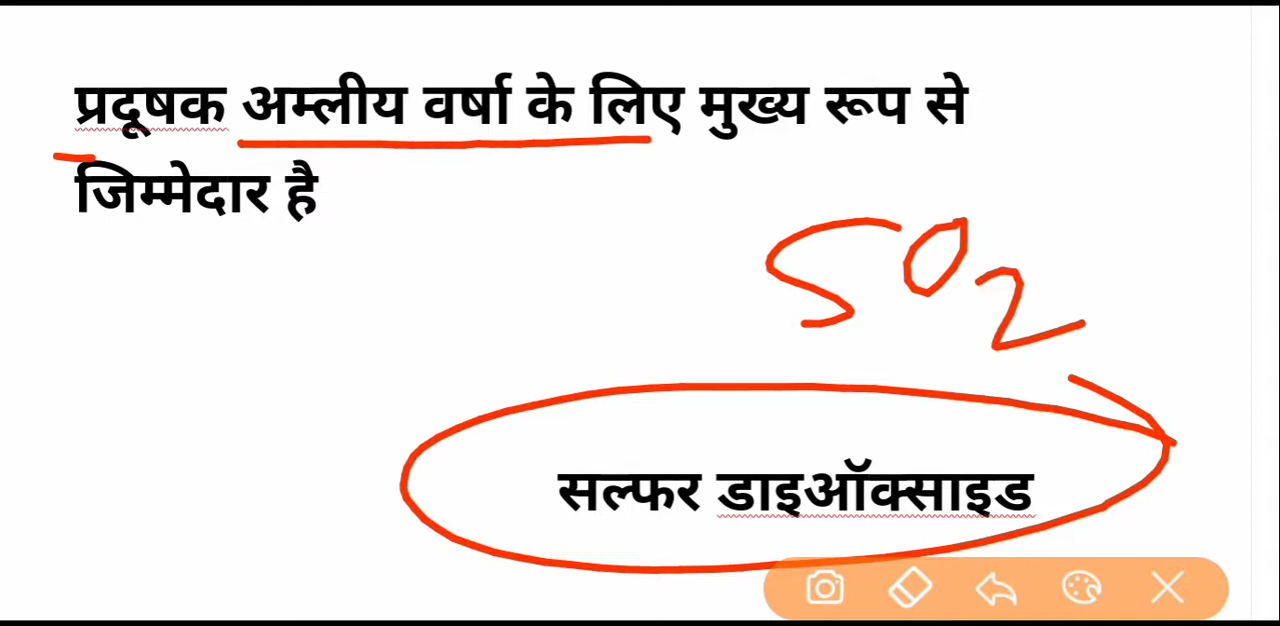 प्रदूषक अम्लीय वर्षा के लिए मुख्य रूप से
जिम्मेदार है
SO2
सल्फर डाइऑक्साइड